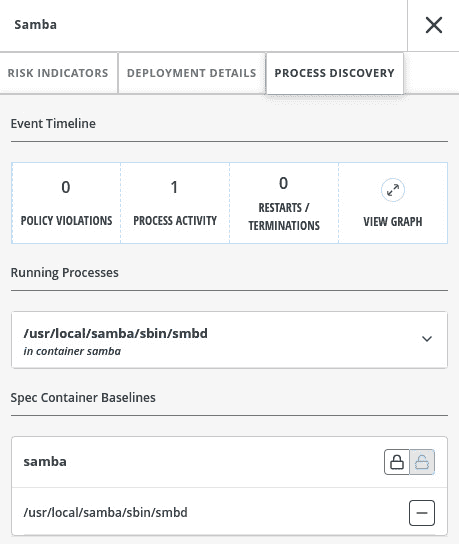 Samba
RISK INDICATORS
DEPLOYMENT DETAILS
PROCESS DISCOVERY
Event Timeline
0
POLICY VIOLATIONS
1
PROCESS ACTIVITY
0
RESTARTS /
TERMINATIONS
VIEW GRAPH
Running Processes
/usr/local/samba/sbin/smbd
in container samba
Spec Container Baselines
samba
/usr/local/samba/sbin/smbd